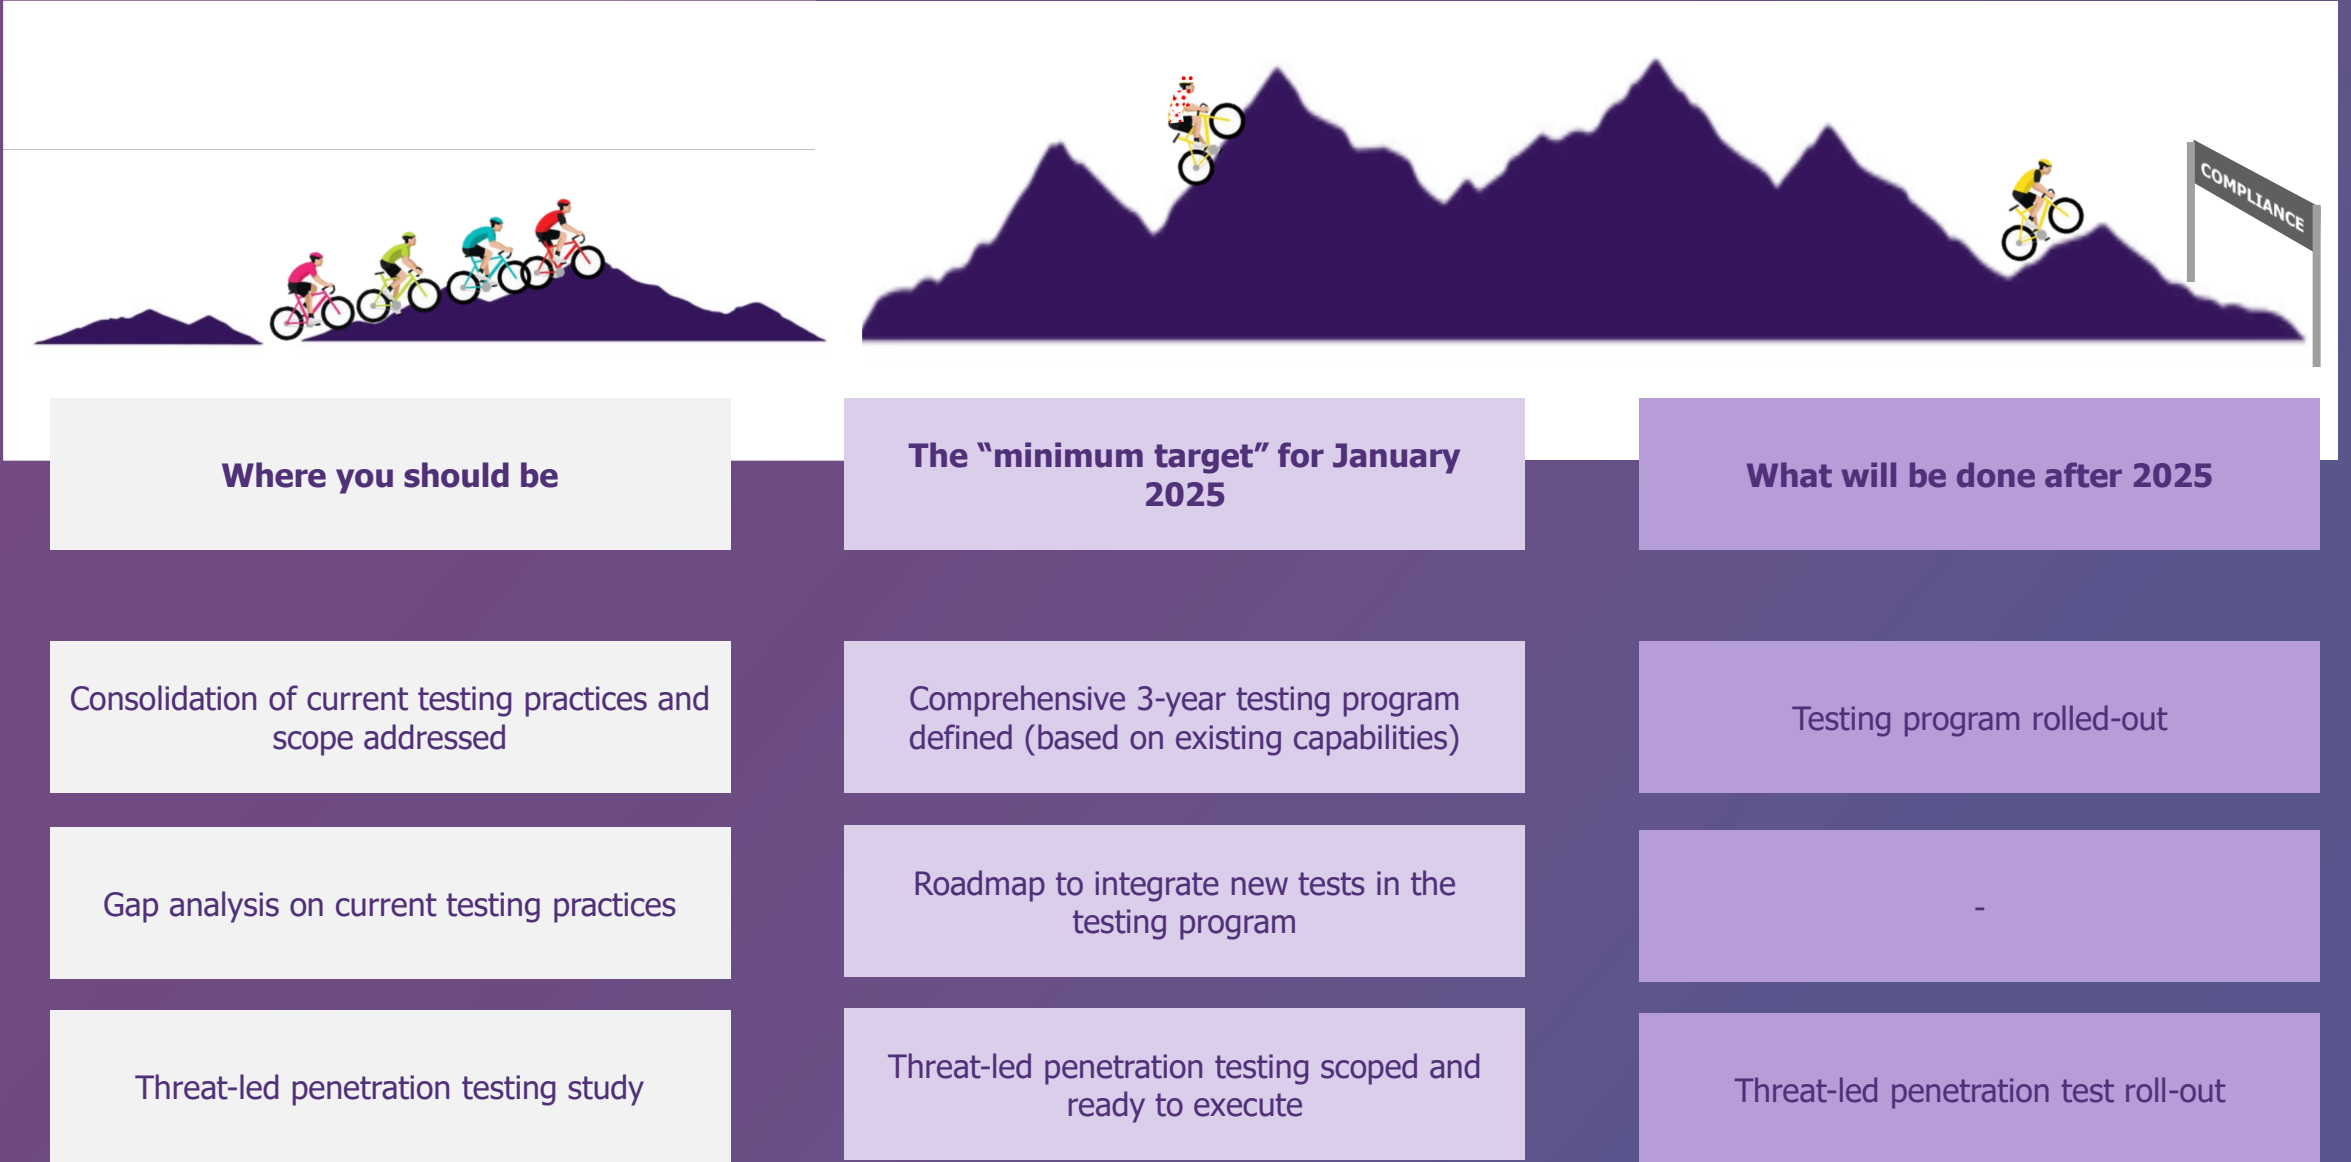 COMPLIANCE
Where you should be
The “minimum target” for January
2025
What will be done after 2025
Consolidation of current testing practices and
scope addressed
Comprehensive 3-year testing program
defined (based on existing capabilities)
Testing program rolled-out
Gap analysis on current testing practices
Roadmap to integrate new tests in the
testing program
-
Threat-led penetration testing study
Threat-led penetration testing scoped and
ready to execute
Threat-led penetration test roll-out